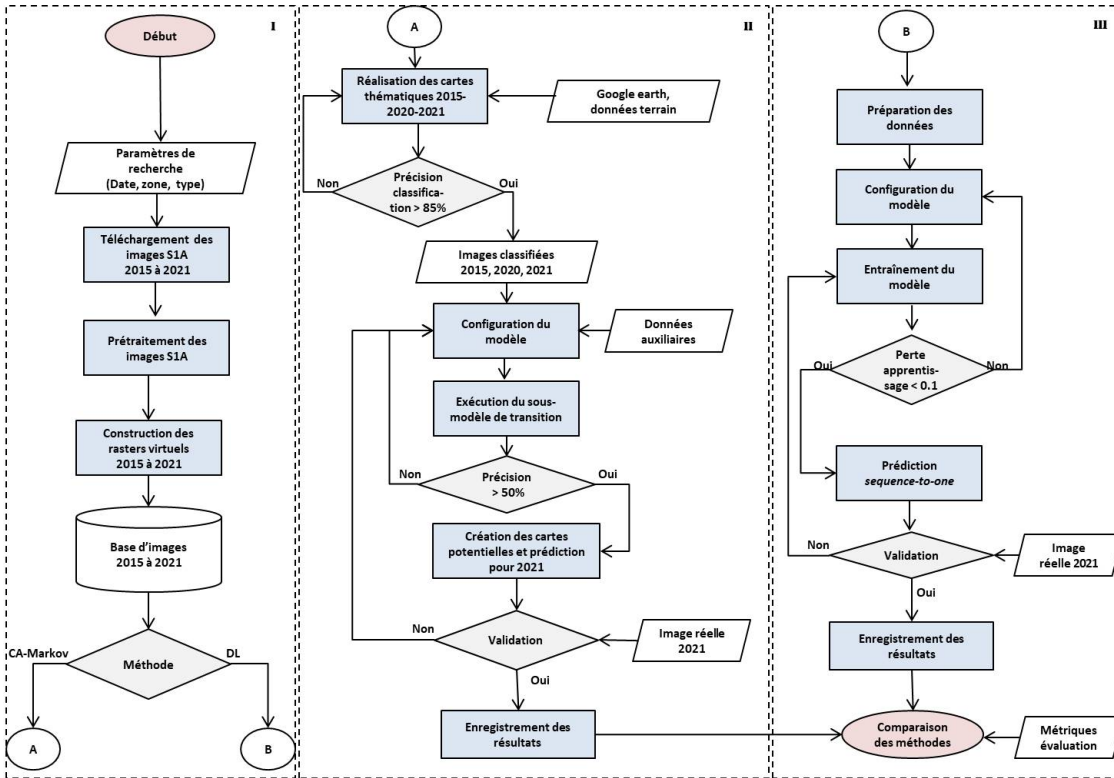 I
Début
Paramètres de
recherche
(Date, zone, type)
Téléchargement des
images S1A
2015 à 2021
Prétraitement des
images S1A
Construction des
rasters virtuels
2015 à 2021
Base d'images
2015 à 2021
CA-Markov
Méthode
DL
A
B
II
A
Réalisation des cartes
thématiques 2015-
2020-2021
Google earth,
données terrain
Non
Précision
classifica-
tion > 85%
Oui
Images classifiées
2015, 2020, 2021
Configuration du
modèle
Données
auxiliaires
Exécution du sous-
modèle de transition
Non
Précision
> 50%
Oui
Création des cartes
potentielles et prédiction
pour 2021
Non
Validation
Image réelle
2021
Oui
Enregistrement des
résultats
III
B
Préparation des
données
Configuration du
modèle
Entraînement du
modèle
Oui
Perte
apprentis-
sage < 0.1
Non
Prédiction
sequence-to-one
Non
Validation
Image
réelle 2021
Oui
Enregistrement des
résultats
Comparaison
des méthodes
Métriques
évaluation